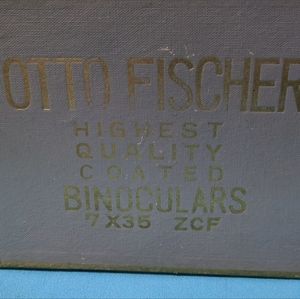 OTTO FISCHER
HIGHEST
QUALITY
COATED
BINOCULARS
7X35 ZCF